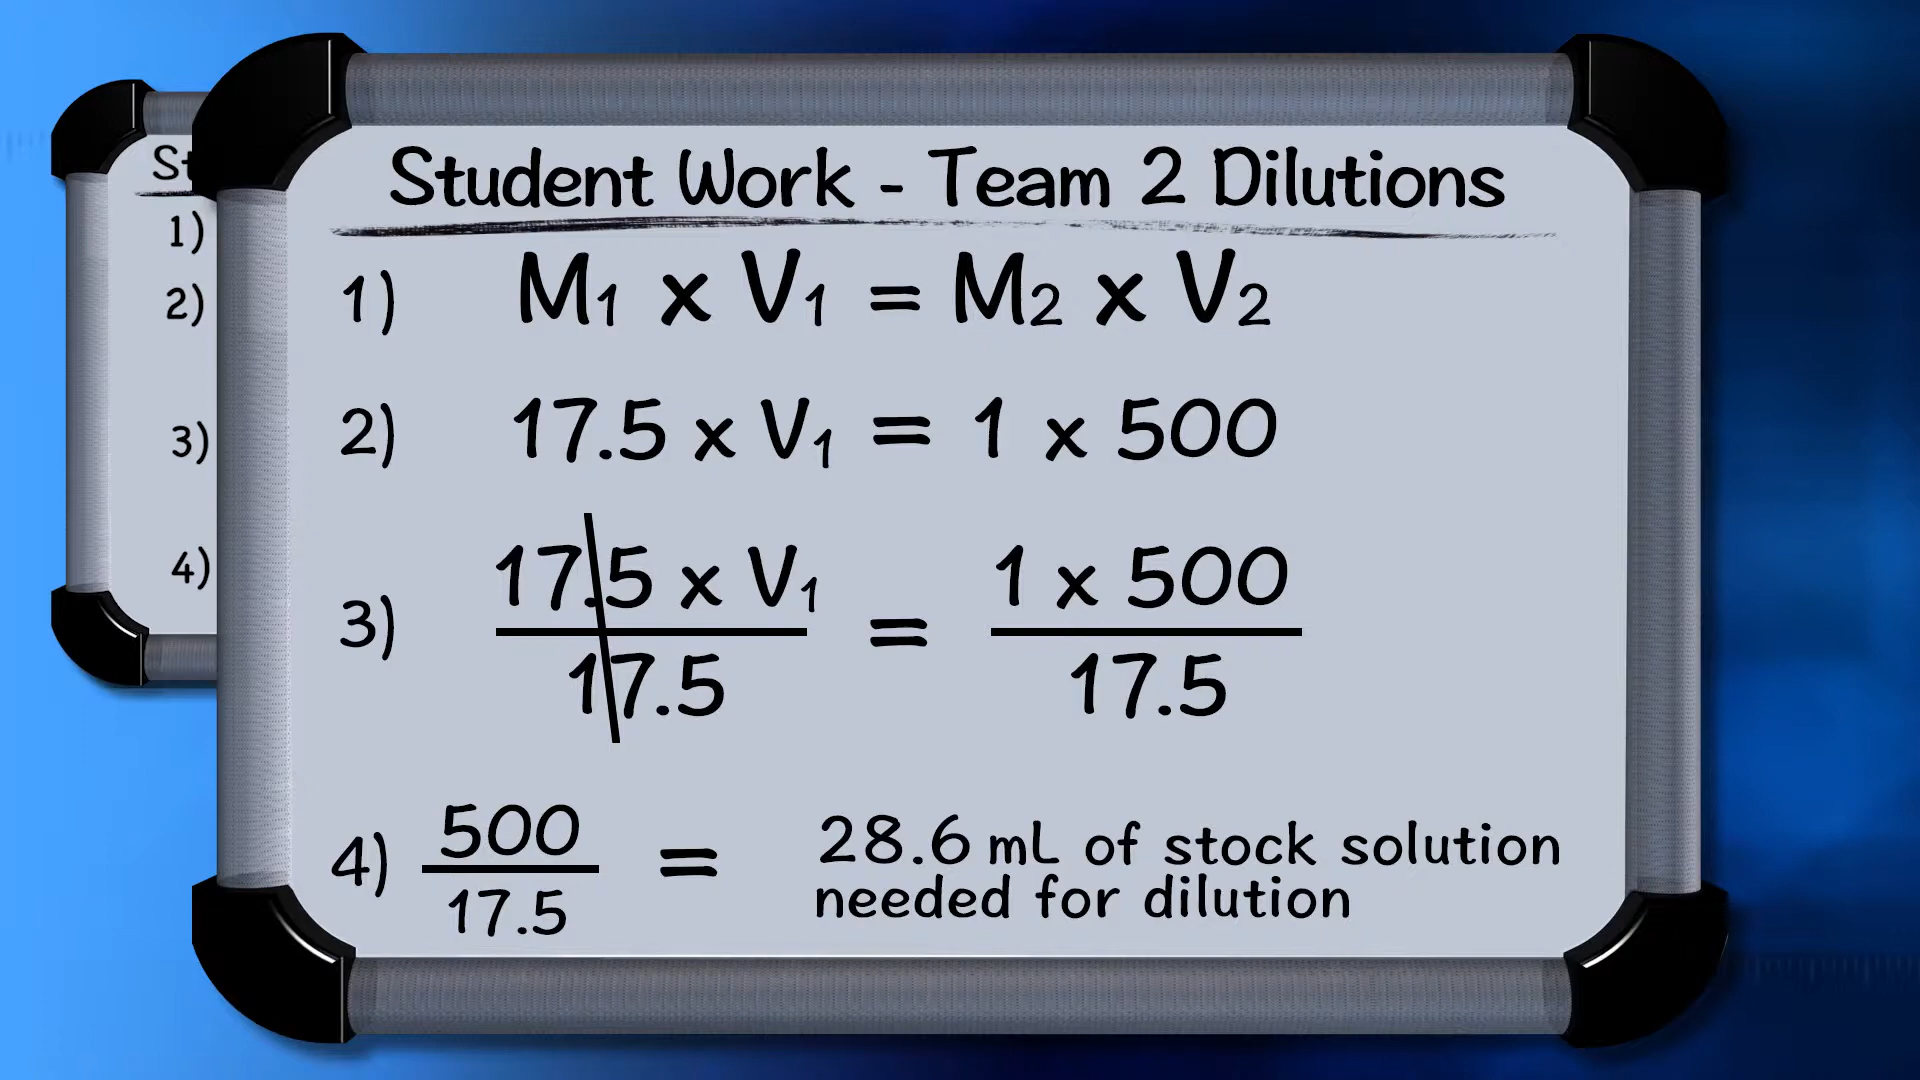 St
1)
2)
3)
4)
Student Work - Team 2 Dilutions
1) M₁ x V₁ = M₂ x V₂
2) 17.5 x V₁ = 1 x 500
3) 17.5 x V₁ / 17.5 = 1 x 500 / 17.5
4) 500 / 17.5 = 28.6 mL of stock solution
needed for dilution